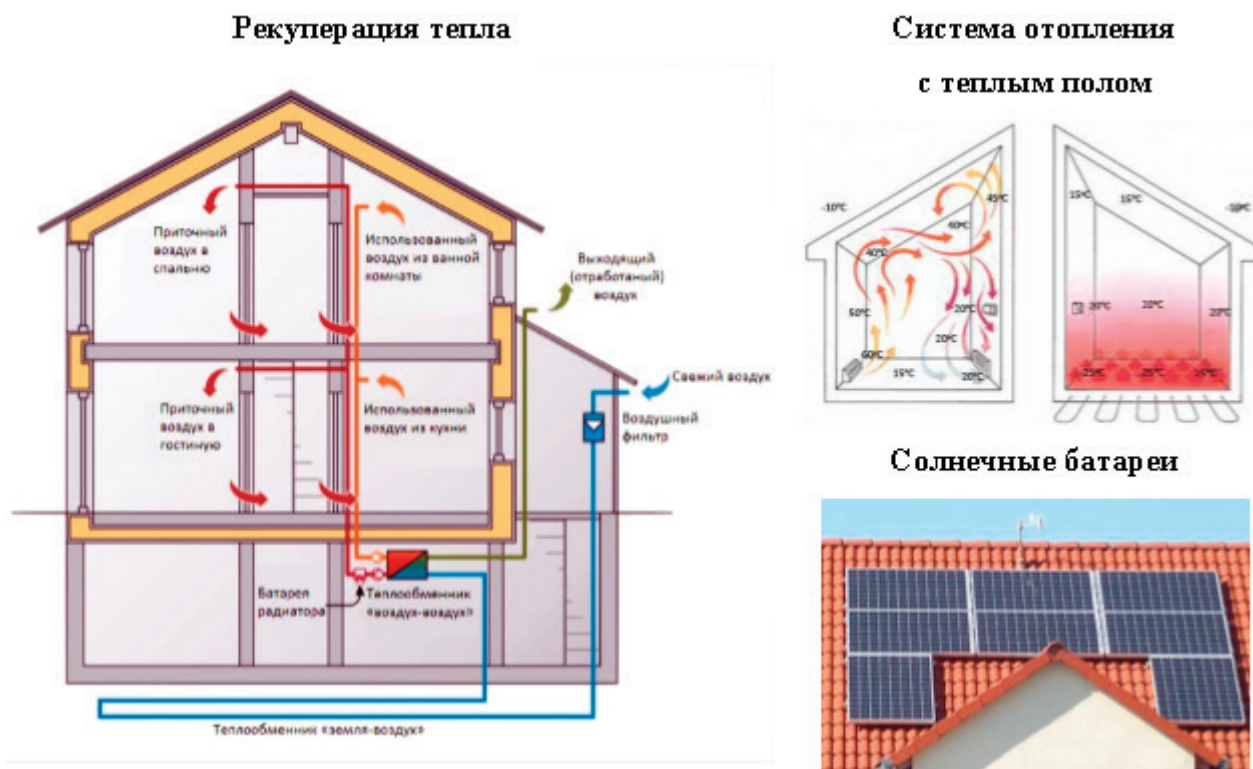 Рекуперация тепла
Приточный
воздух в
спальню
Использованный
воздух из ванной
комнаты
Выходящий
(отработаный)
воздух
Приточный
воздух в
гостиную
Использованный
воздух из кухни
Свежий воздух
Воздушный
фильтр
Батарея
радиатора
Теплообменник
«воздух-воздух»
Теплообменник «земля-воздух»
Система отопления
с теплым полом
-10°C
45°C
40°C
40°C
50°C
20°C
60°C
20°C
15°C
20°C
15°C
15°C
-10°C
20°C
20°C
20°C
25°C
25°C
Солнечные батареи